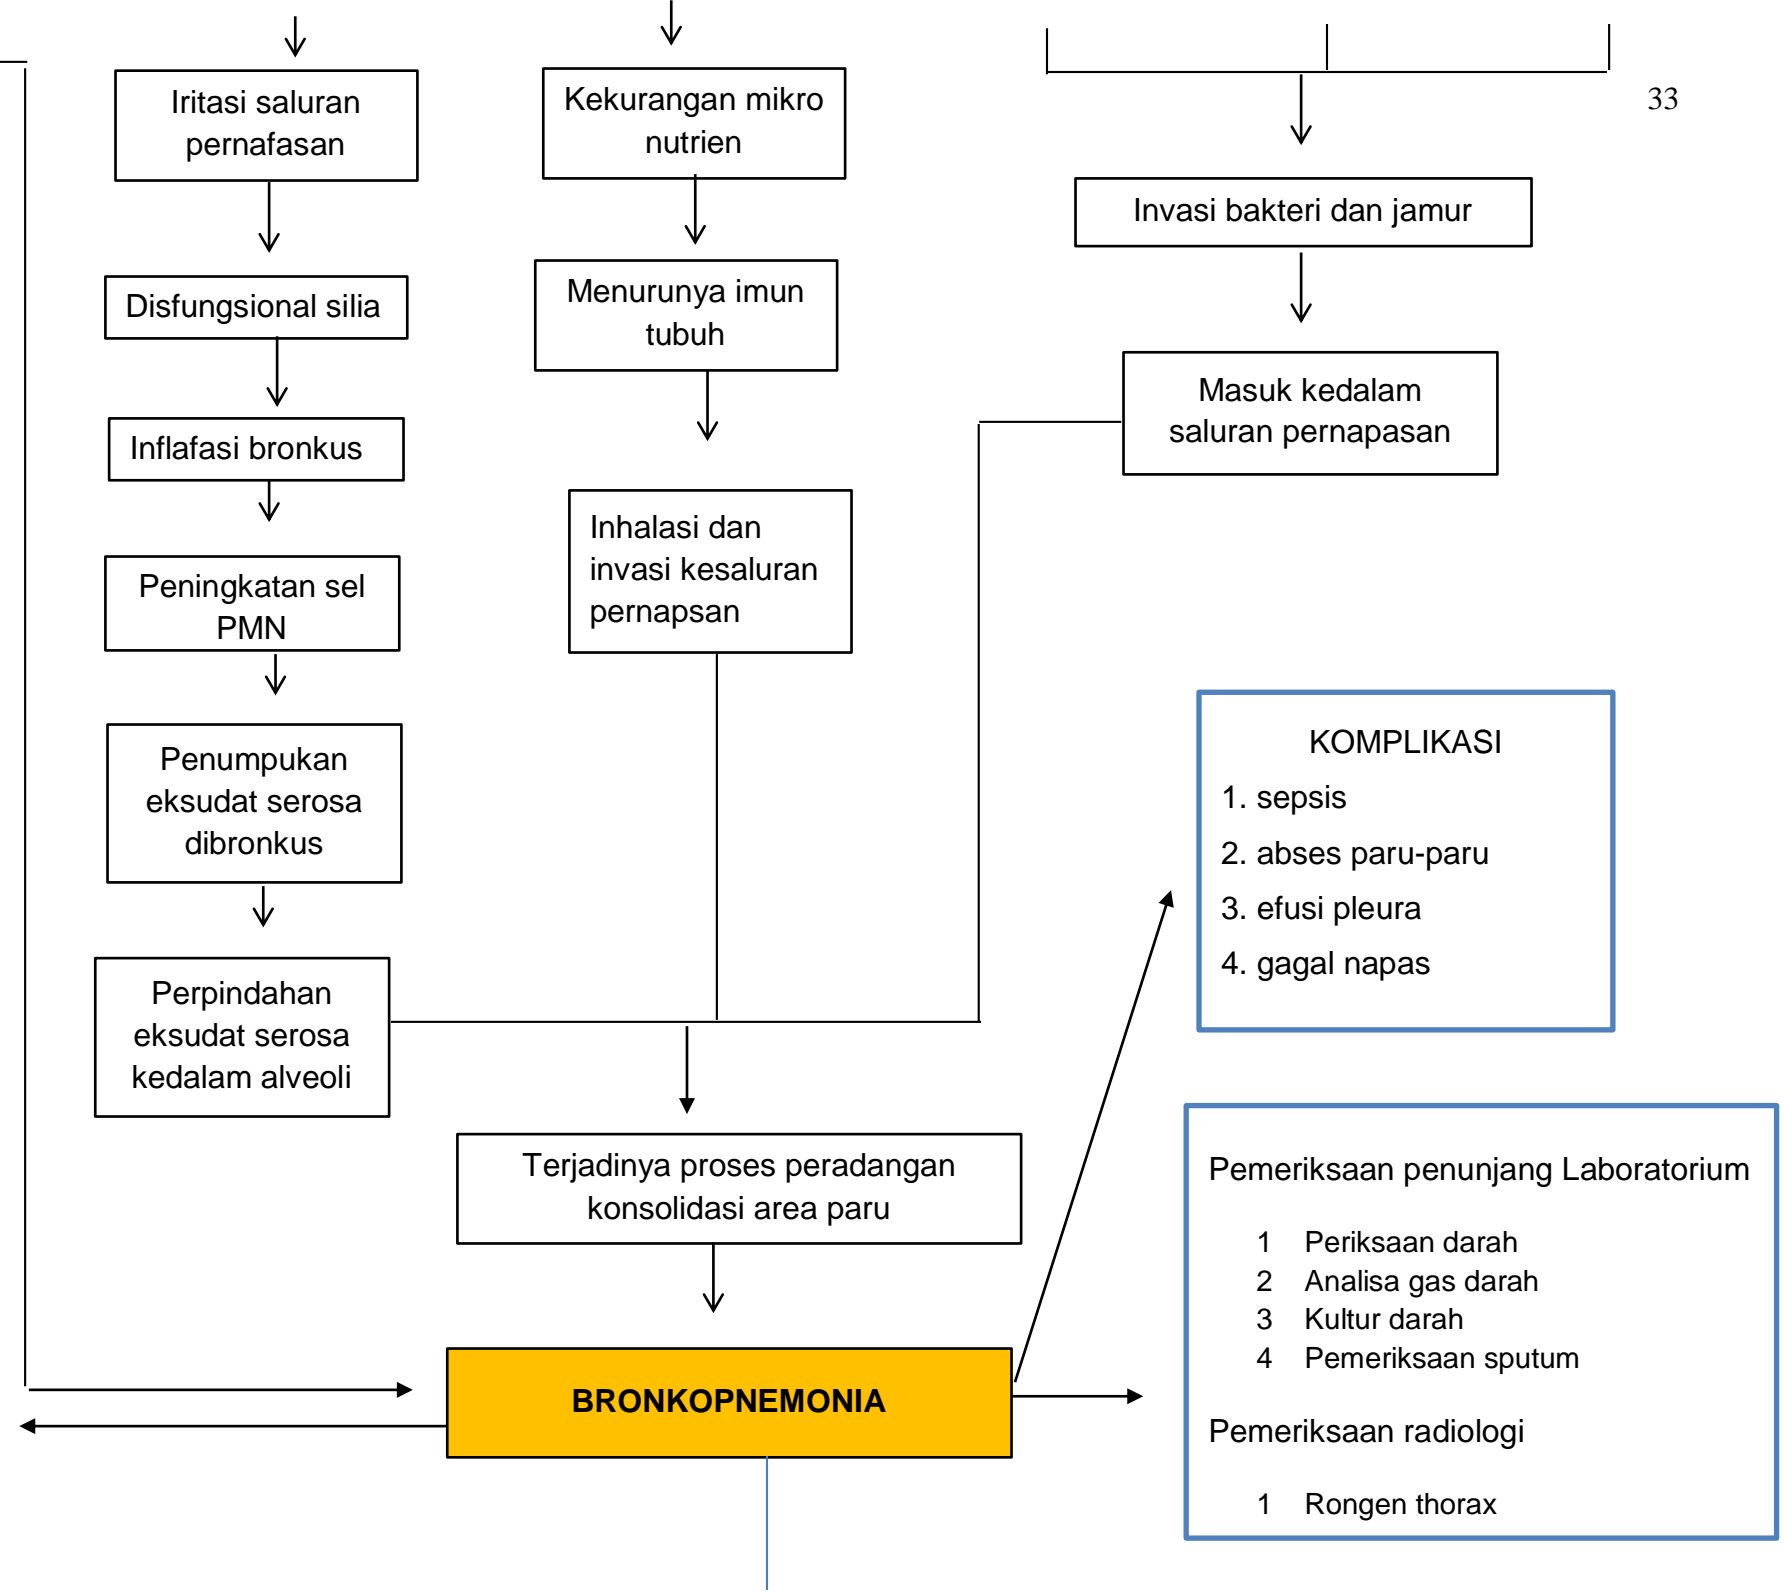 33
Iritasi saluran
pernafasan
Disfungsional silia
Inflafasi bronkus
Peningkatan sel
PMN
Penumpukan
eksudat serosa
dibronkus
Perpindahan
eksudat serosa
kedalam alveoli
Kekurangan mikro
nutrien
Menurunya imun
tubuh
Inhalasi dan
invasi kesaluran
pernapsan
Invasi bakteri dan jamur
Masuk kedalam
saluran pernapasan
Terjadinya proses peradangan
konsolidasi area paru
BRONKOPNEMONIA
KOMPLIKASI
1. sepsis
2. abses paru-paru
3. efusi pleura
4. gagal napas
Pemeriksaan penunjang Laboratorium
1 Periksaan darah
2 Analisa gas darah
3 Kultur darah
4 Pemeriksaan sputum
Pemeriksaan radiologi
1 Rongen thorax